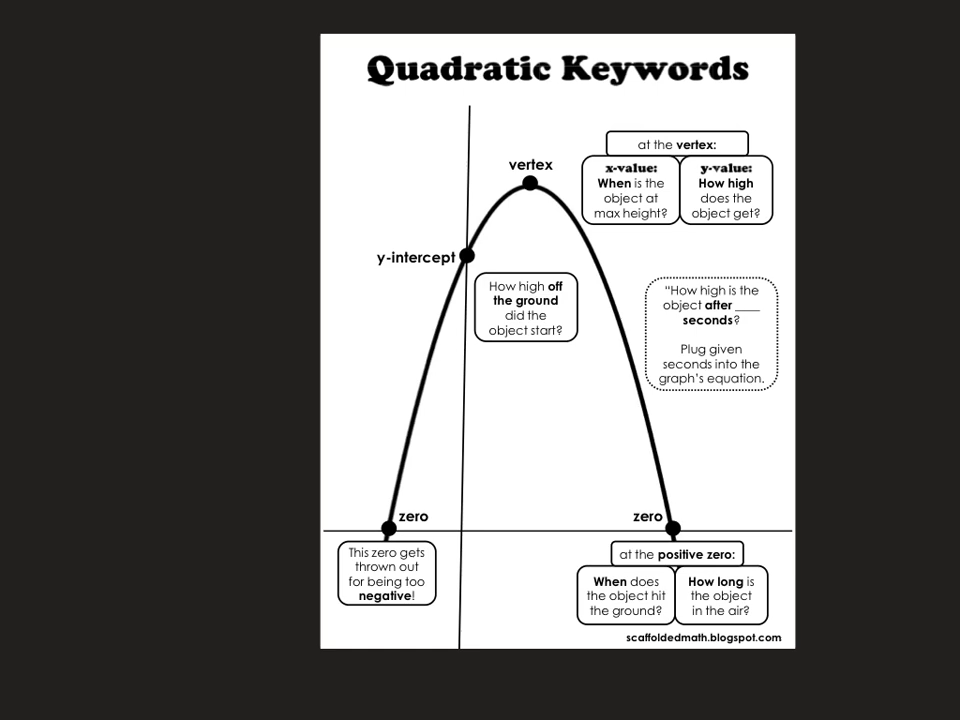 Quadratic Keywords
at the vertex:
vertex
x-value:
When is the
object at
max height?
y-value:
How high
does the
object get?
y-intercept
How high off
the ground
did the
object start?
"How high is the
object after ____
seconds?
Plug given
seconds into the
graph's equation.
zero
zero
This zero gets
thrown out
for being too
negative!
at the positive zero:
When does
the object hit
the ground?
How long is
the object
in the air?
scaffoldedmath.blogspot.com